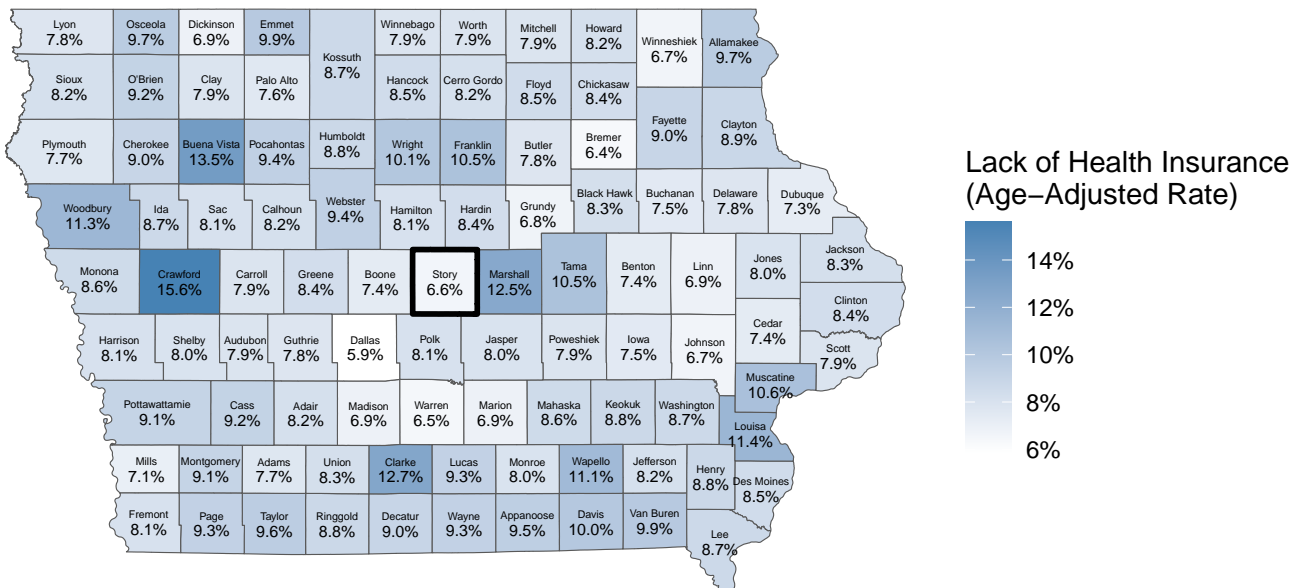 Lyon
7.8%
Osceola
9.7%
Dickinson
6.9%
Emmet
9.9%
Kossuth
8.7%
Winnebago
7.9%
Worth
7.9%
Mitchell
7.9%
Howard
8.2%
Winneshiek
6.7%
Allamakee
9.7%
Sioux
8.2%
O'Brien
9.2%
Clay
7.9%
Palo Alto
7.6%
Hancock
8.5%
Cerro Gordo
8.2%
Floyd
8.5%
Chickasaw
8.4%
Fayette
9.0%
Clayton
8.9%
Plymouth
7.7%
Cherokee
9.0%
Buena Vista
13.5%
Pocahontas
9.4%
Humboldt
8.8%
Wright
10.1%
Franklin
10.5%
Butler
7.8%
Bremer
6.4%
Woodbury
11.3%
Ida
8.7%
Sac
8.1%
Calhoun
8.2%
Webster
9.4%
Hamilton
8.1%
Hardin
8.4%
Grundy
6.8%
Black Hawk
8.3%
Buchanan
7.5%
Delaware
7.8%
Dubuque
7.3%
Monona
8.6%
Crawford
15.6%
Carroll
7.9%
Greene
8.4%
Boone
7.4%
Story
6.6%
Marshall
12.5%
Tama
10.5%
Benton
7.4%
Linn
6.9%
Jones
8.0%
Jackson
8.3%
Clinton
8.4%
Harrison
8.1%
Shelby
8.0%
Audubon
7.9%
Guthrie
7.8%
Dallas
5.9%
Polk
8.1%
Jasper
8.0%
Poweshiek
7.9%
Iowa
7.5%
Johnson
6.7%
Cedar
7.4%
Scott
7.9%
Muscatine
10.6%
Pottawattamie
9.1%
Cass
9.2%
Adair
8.2%
Madison
6.9%
Warren
6.5%
Marion
6.9%
Mahaska
8.6%
Keokuk
8.8%
Washington
8.7%
Louisa
11.4%
Mills
7.1%
Montgomery
9.1%
Adams
7.7%
Union
8.3%
Clarke
12.7%
Lucas
9.3%
Monroe
8.0%
Wapello
11.1%
Jefferson
8.2%
Henry
8.8%
Des Moines
8.5%
Fremont
8.1%
Page
9.3%
Taylor
9.6%
Ringgold
8.8%
Decatur
9.0%
Wayne
9.3%
Appanoose
9.5%
Davis
10.0%
Van Buren
9.9%
Lee
8.7%
Lack of Health Insurance
(Age−Adjusted Rate)
14%
12%
10%
8%
6%